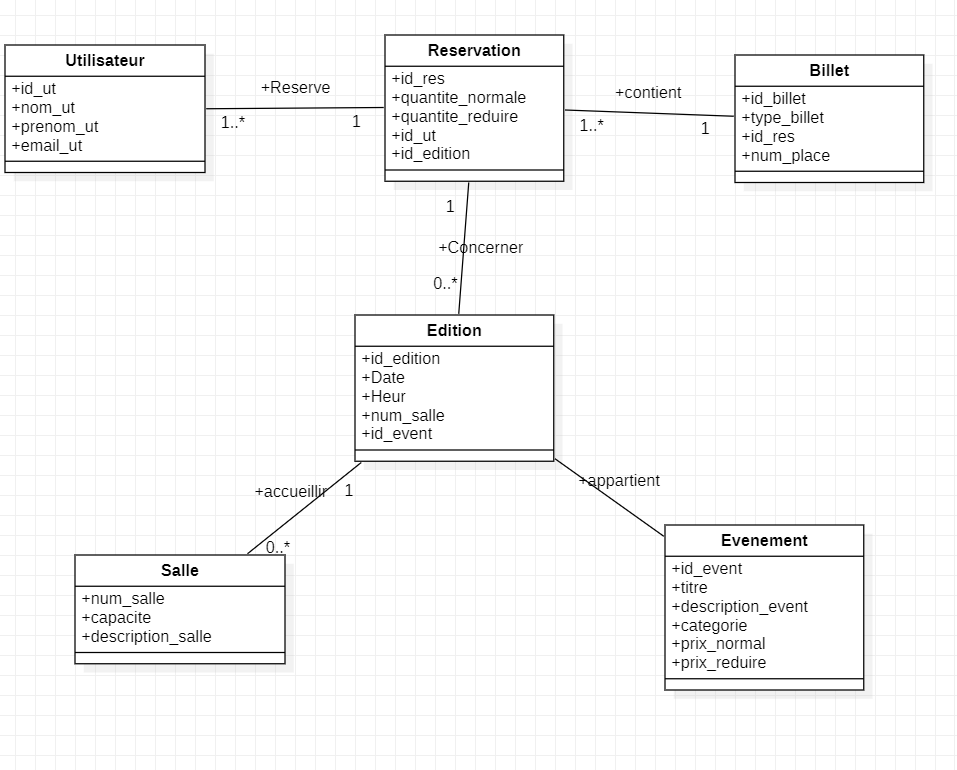 Utilisateur
+id_ut
+nom_ut
+prenom_ut
+email_ut
+Reserve
1..*
1
Reservation
+id_res
+quantite_normale
+quantite_reduire
+id_ut
+id_edition
+contient
1..*
1
Billet
+id_billet
+type_billet
+id_res
+num_place
1
+Concerner
0..*
Edition
+id_edition
+Date
+Heur
+num_salle
+id_event
+accueillir
1
0..*
+appartient
Salle
+num_salle
+capacite
+description_salle
Evenement
+id_event
+titre
+description_event
+categorie
+prix_normal
+prix_reduire